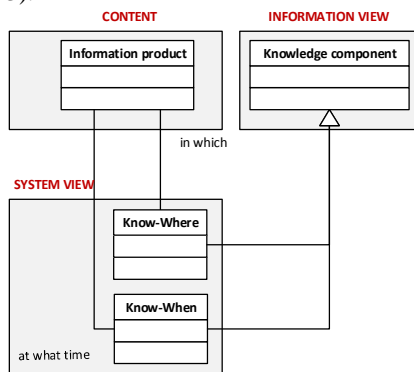 CONTENT
INFORMATION VIEW
Information product
Knowledge component
in which
SYSTEM VIEW
Know-Where
Know-When
at what time